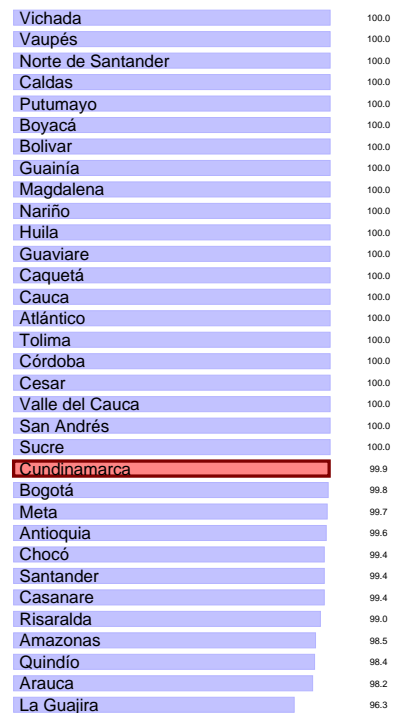 Vichada 100.0
Vaupés 100.0
Norte de Santander 100.0
Caldas 100.0
Putumayo 100.0
Boyacá 100.0
Bolivar 100.0
Guainía 100.0
Magdalena 100.0
Nariño 100.0
Huila 100.0
Guaviare 100.0
Caquetá 100.0
Cauca 100.0
Atlántico 100.0
Tolima 100.0
Córdoba 100.0
Cesar 100.0
Valle del Cauca 100.0
San Andrés 100.0
Sucre 100.0
Cundinamarca 99.9
Bogotá 99.8
Meta 99.7
Antioquia 99.6
Chocó 99.4
Santander 99.4
Casanare 99.4
Risaralda 99.0
Amazonas 98.5
Quindío 98.4
Arauca 98.2
La Guajira 96.3